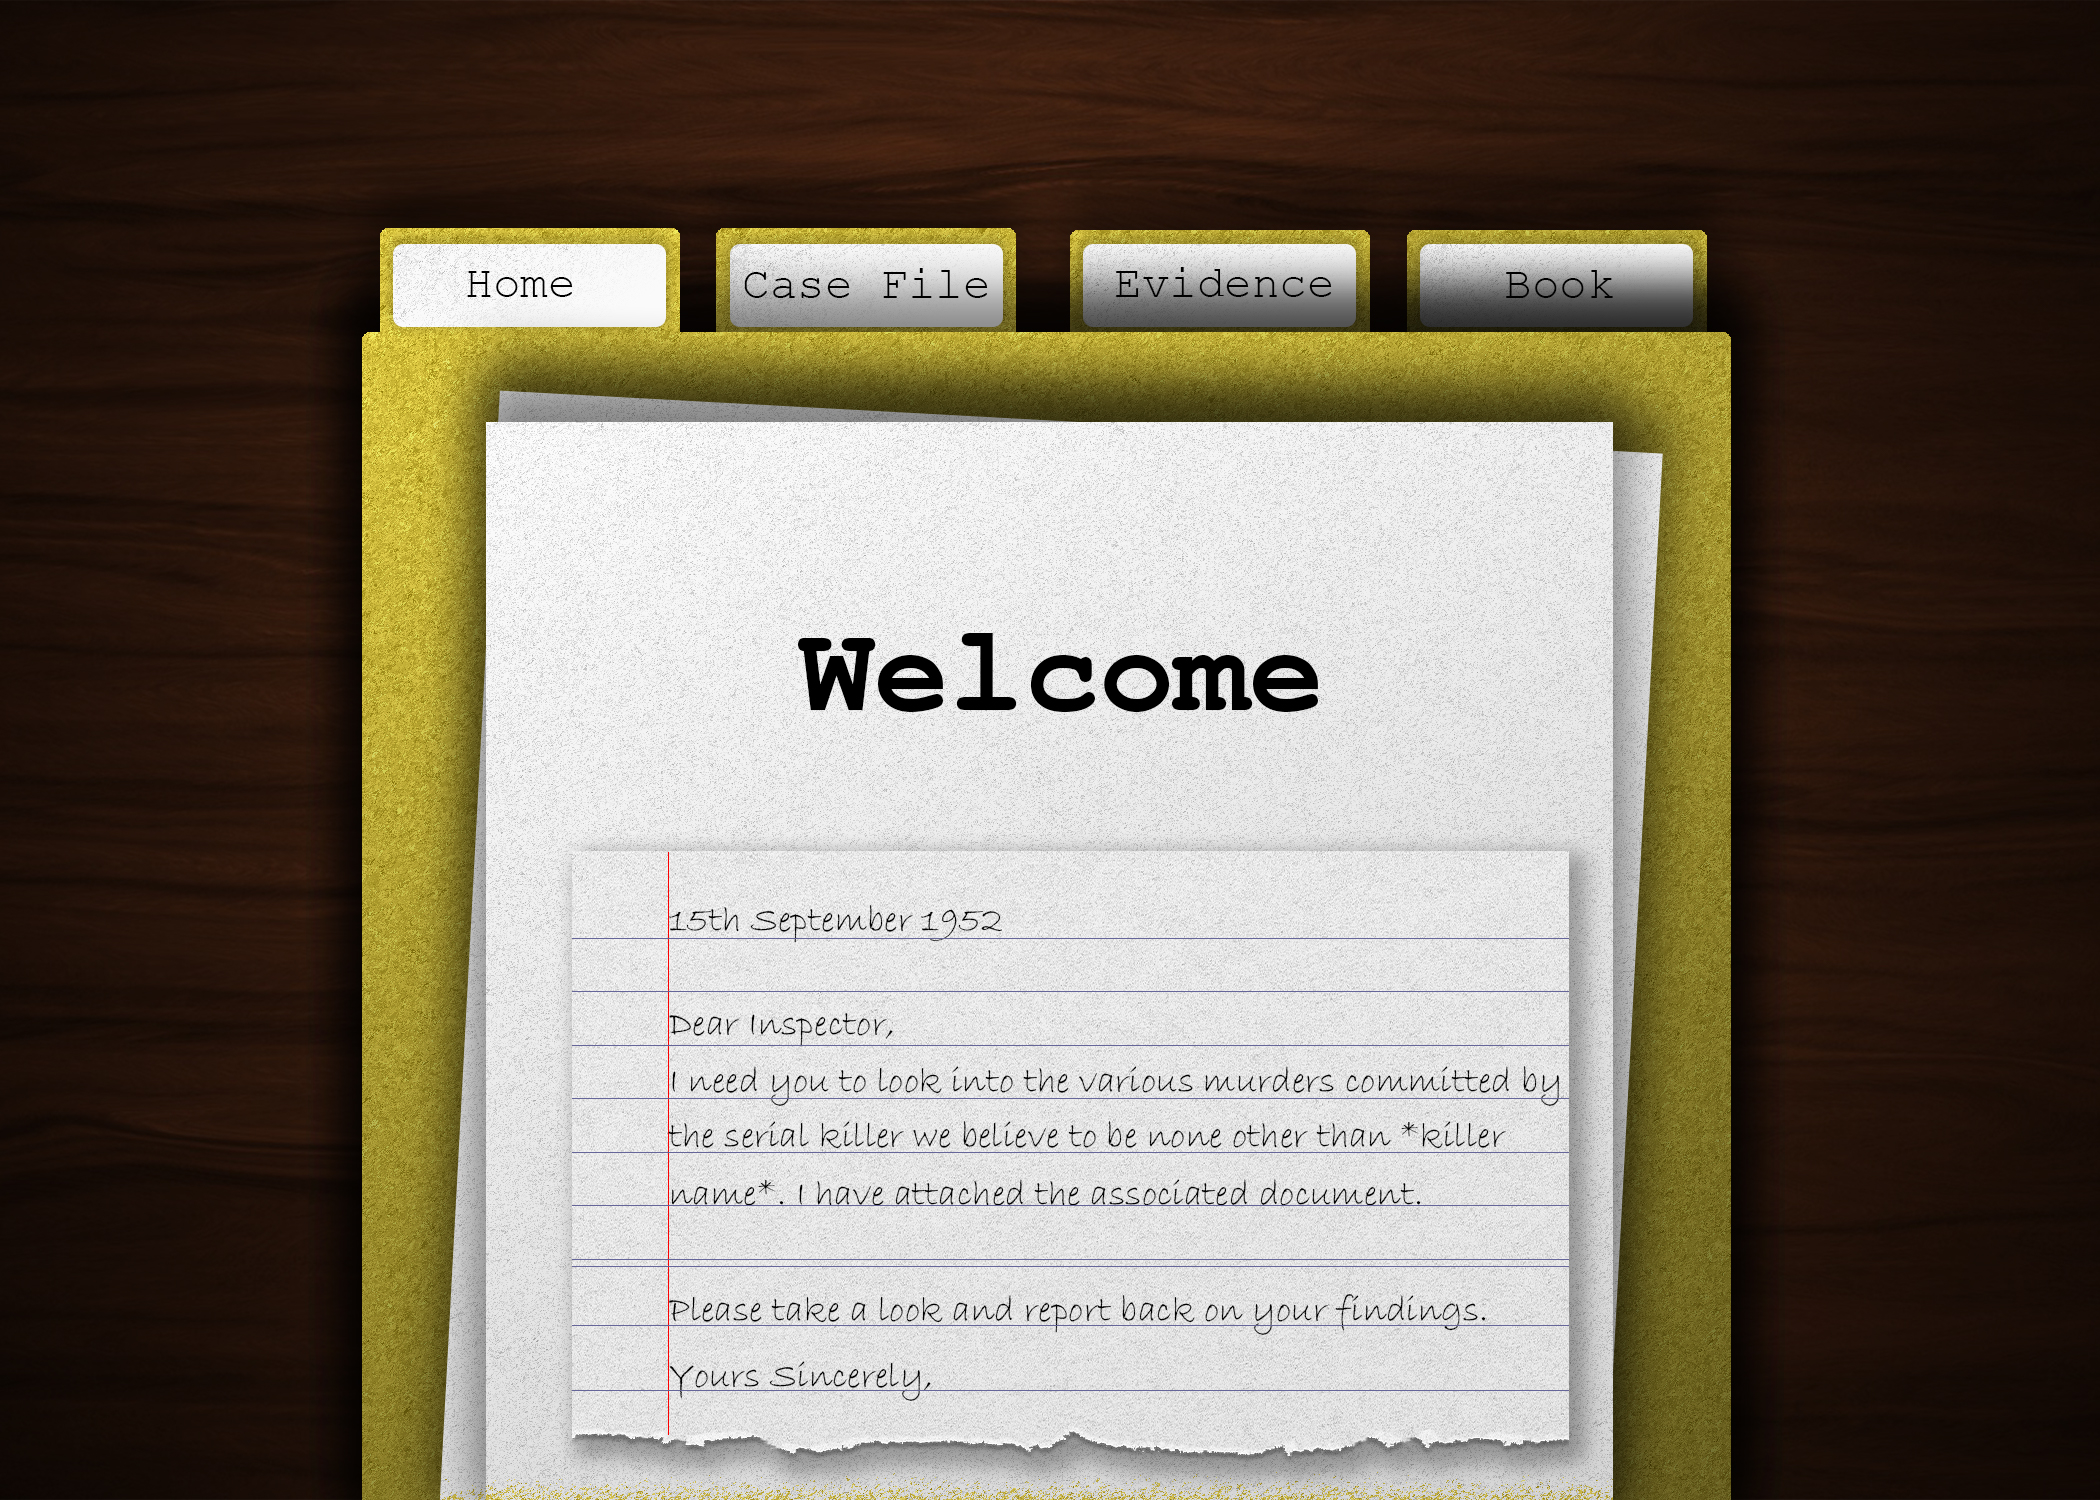 Home
Case File
Evidence
Book
Welcome
15th September 1952
Dear Inspector,
I need you to look into the various murders committed by
the serial killer we believe to be none other than *killer
name*. I have attached the associated document.
Please take a look and report back on your findings.
Yours Sincerely,